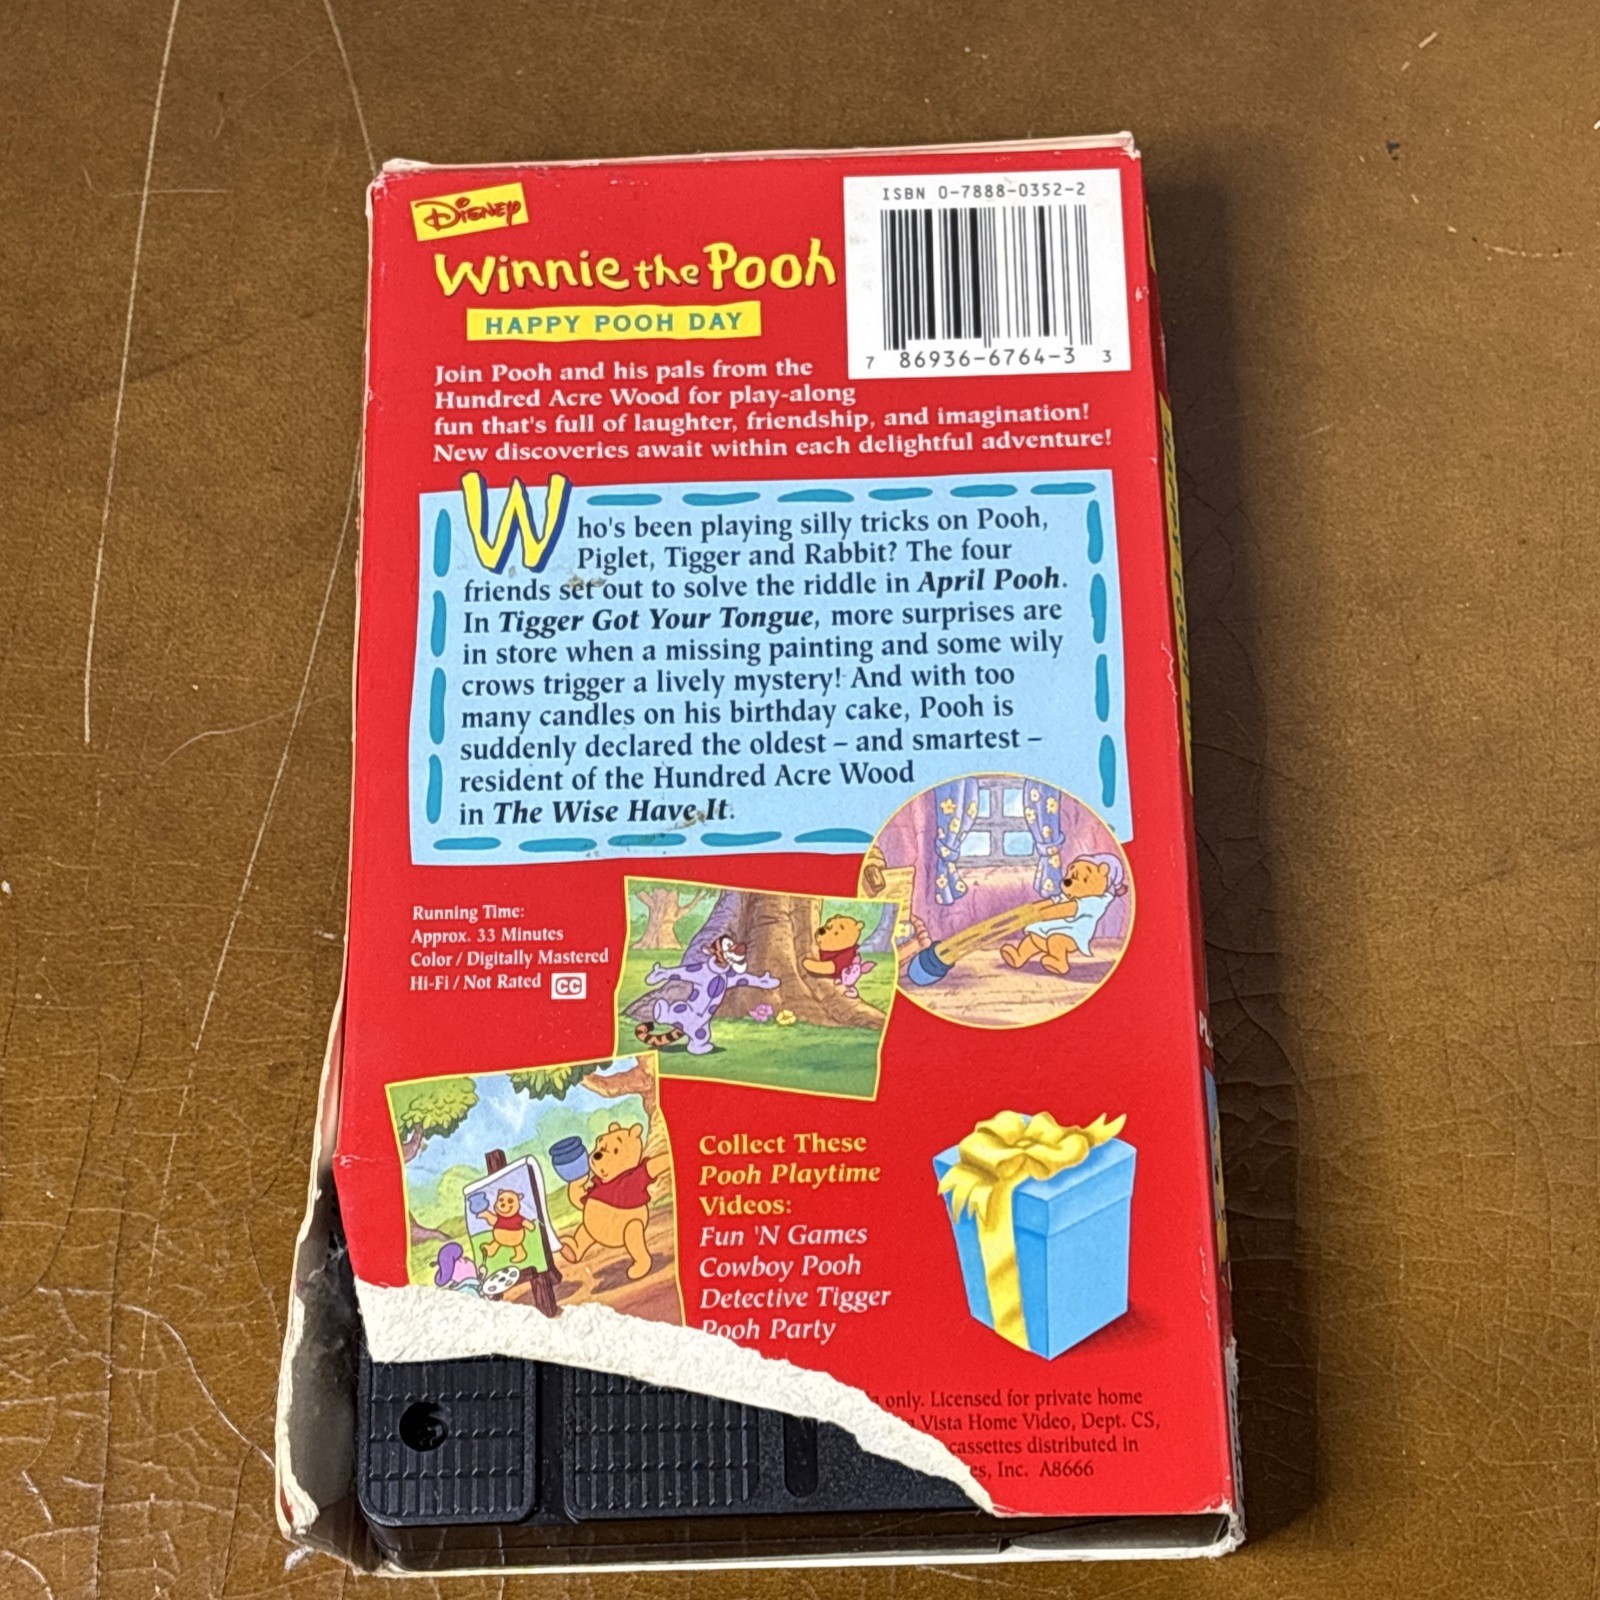 Disney
ISBN 0-7888-0352-2
Winnie the Pooh
HAPPY POOH DAY
7 86936-6764-3 3
Join Pooh and his pals from the
Hundred Acre Wood for play-along
fun that's full of laughter, friendship, and imagination!
New discoveries await within each delightful adventure!
Who's been playing silly tricks on Pooh,
Piglet, Tigger and Rabbit? The four
friends set out to solve the riddle in April Pooh.
In Tigger Got Your Tongue, more surprises are
in store when a missing painting and some wily
crows trigger a lively mystery! And with too
many candles on his birthday cake, Pooh is
suddenly declared the oldest – and smartest –
resident of the Hundred Acre Wood
in The Wise Have It.
Running Time:
Approx. 33 Minutes
Color / Digitally Mastered
Hi-Fi / Not Rated CC
Collect These
Pooh Playtime
Videos:
Fun 'N Games
Cowboy Pooh
Detective Tigger
Pooh Party
only. Licensed for private home
Vista Home Video, Dept. CS,
cassettes distributed in
es, Inc. A8666